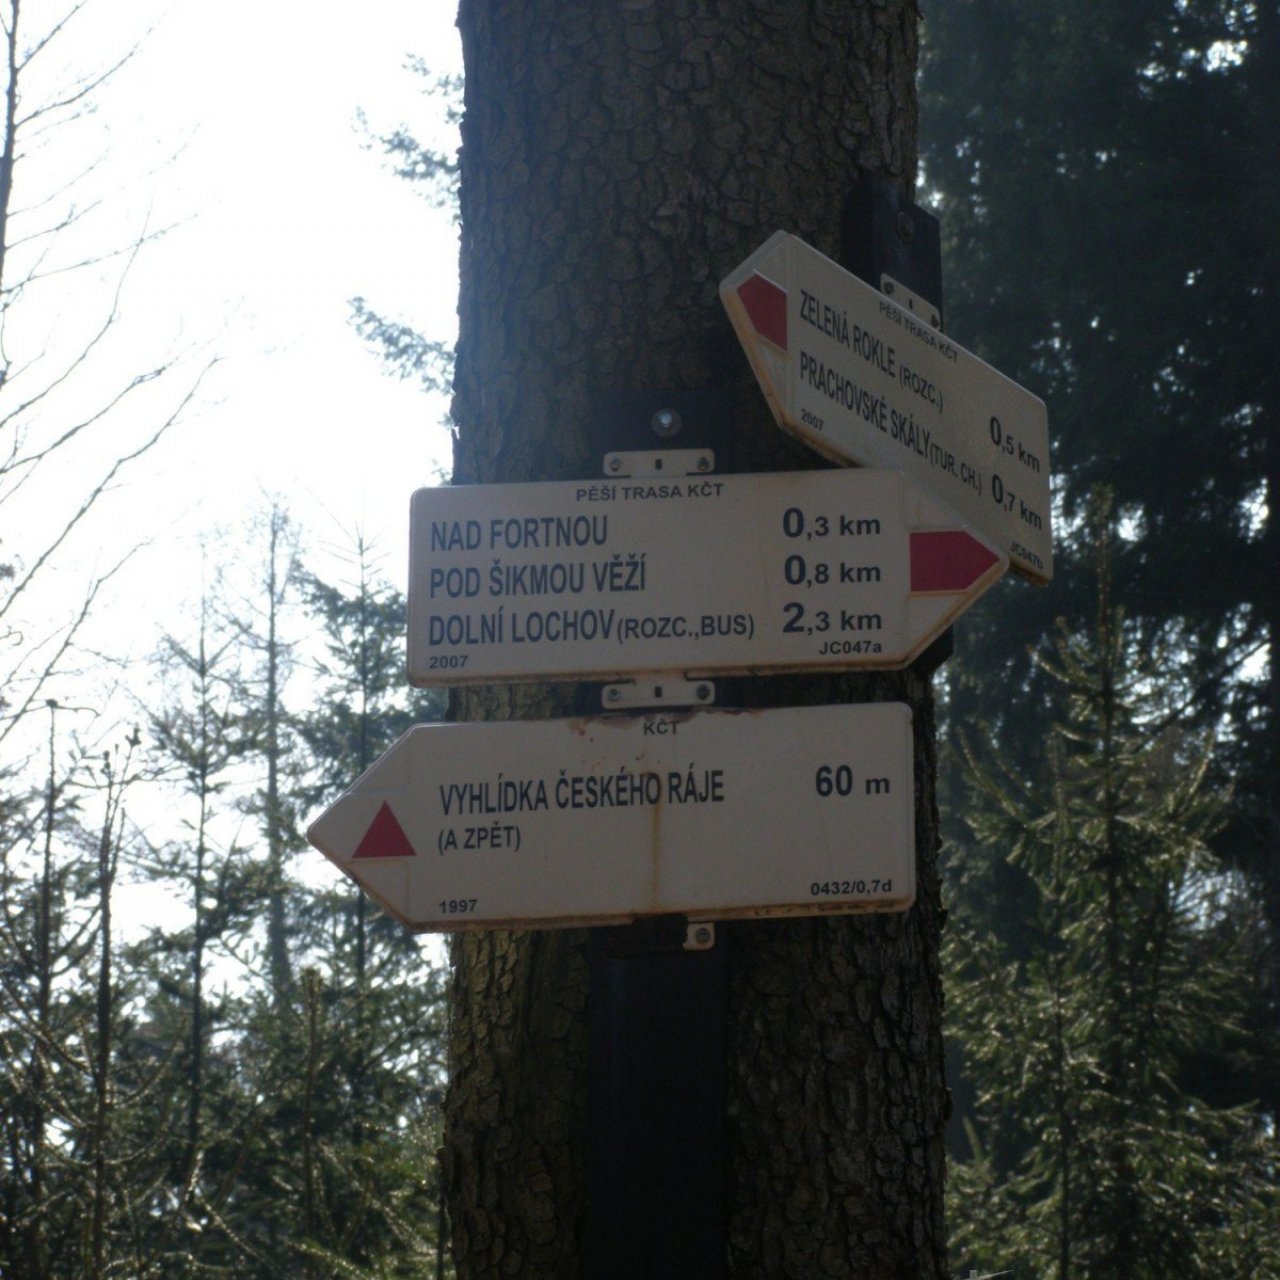 PĚŠÍ TRASA KČT
ZELENÁ ROKLE (ROZC.) 0,5 km
PRACHOVSKÉ SKÁLY (TUR. CH.) 0,7 km
2007 JC047b
PĚŠÍ TRASA KČT
NAD FORTNOU 0,3 km
POD ŠIKMOU VĚŽÍ 0,8 km
DOLNÍ LOCHOV (ROZC.,BUS) 2,3 km
2007 JC047a
KČT
VYHLÍDKA ČESKÉHO RÁJE 60 m
(A ZPĚT)
1997 0432/0,7d